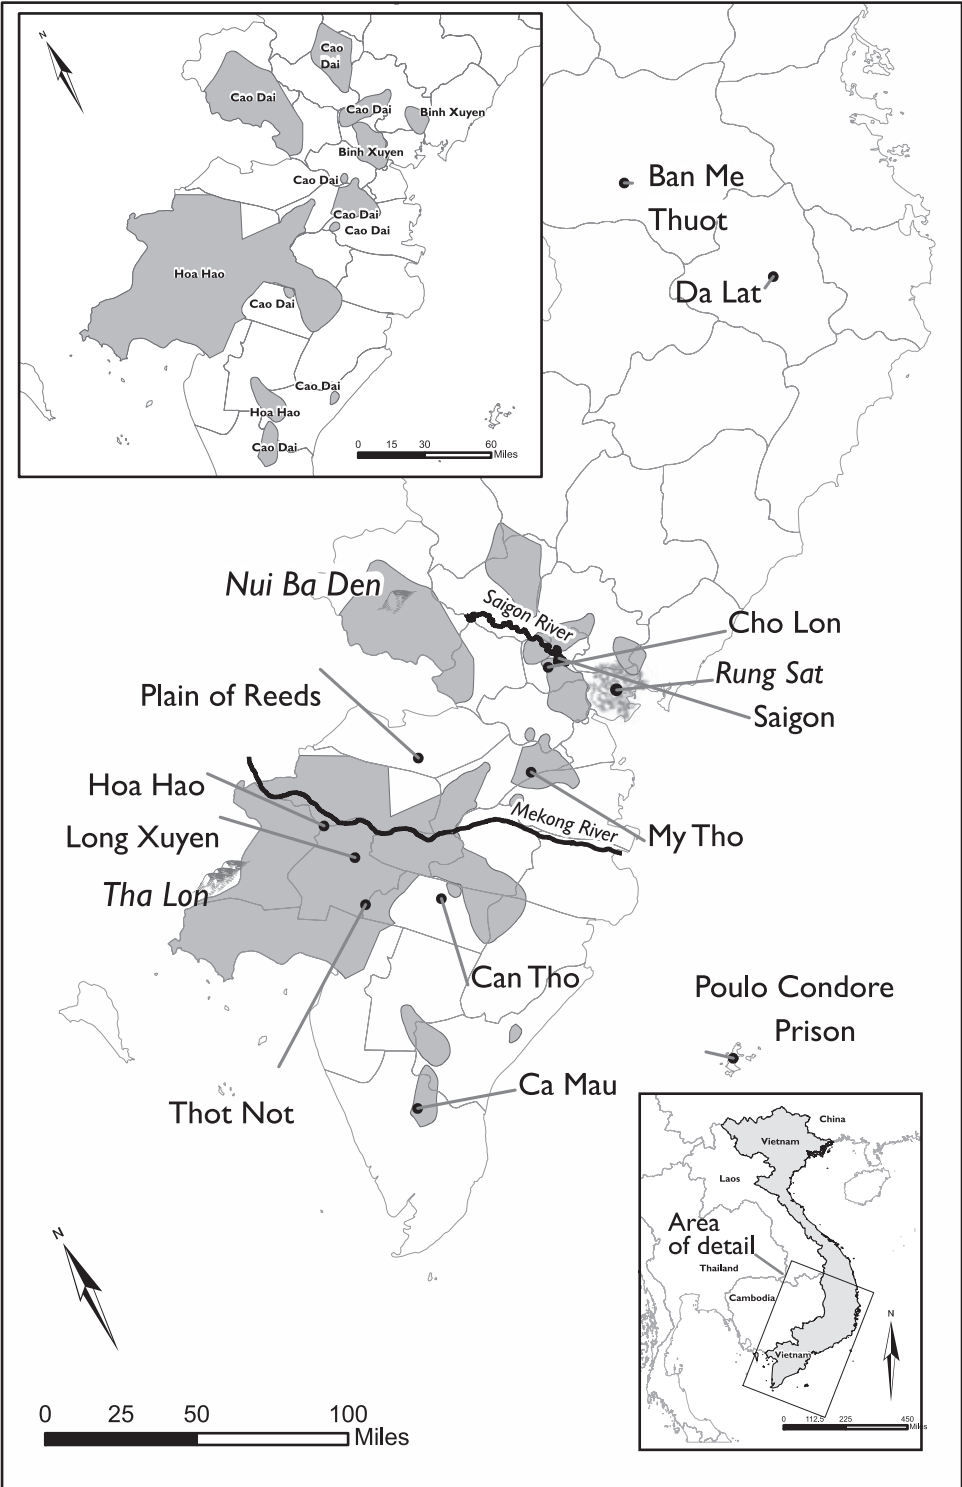 N
Cao
Dai
Cao Dai
Cao Dai
Binh Xuyen
Binh Xuyen
Cao Dai
Cao Dai
Cao Dai
Hoa Hao
Cao Dai
Cao Dai
Hoa Hao
Cao Dai
0 15 30 60
Miles
Ban Me
Thuot
Da Lat
Nui Ba Den
Saigon River
Cho Lon
Rung Sat
Saigon
Plain of Reeds
Hoa Hao
Long Xuyen
Mekong River
My Tho
Tha Lon
Can Tho
Poulo Condore
Prison
Thot Not
Ca Mau
N
0 25 50 100
Miles
China
Vietnam
Laos
Area
of detail
Thailand
Cambodia
N
Vietnam
0 112.5 225 450
Miles